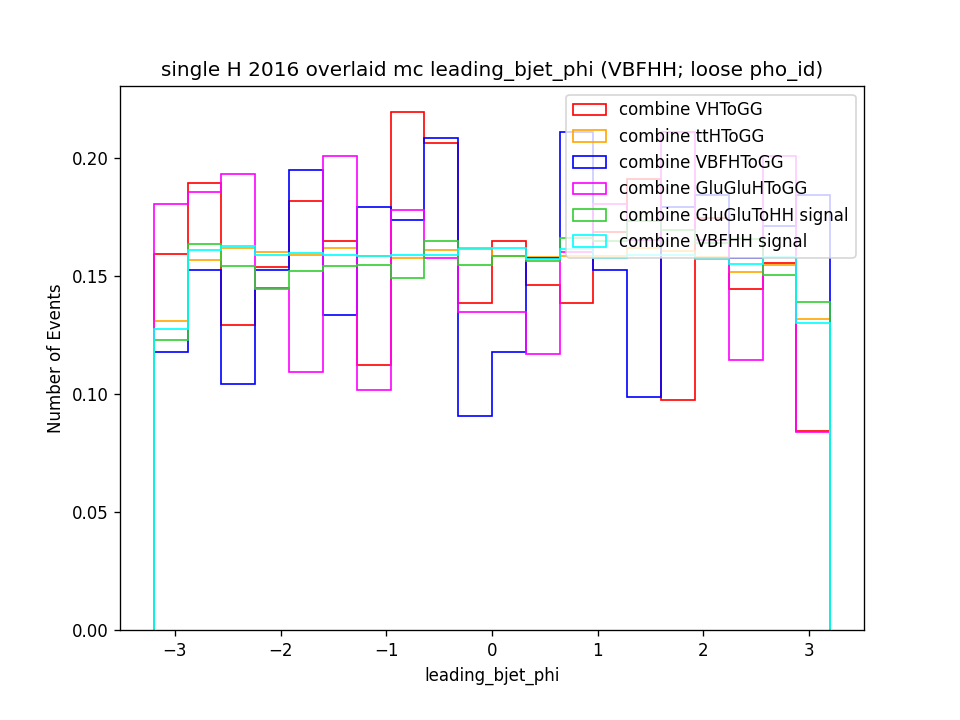 single H 2016 overlaid mc leading_bjet_phi (VBFHH; loose pho_id)
combine VHToGG
combine ttHToGG
combine VBFHToGG
combine GluGluHToGG
combine GluGluToHH signal
combine VBFHH signal
Number of Events
0.20
0.15
0.10
0.05
0.00
−3 −2 −1 0 1 2 3
leading_bjet_phi